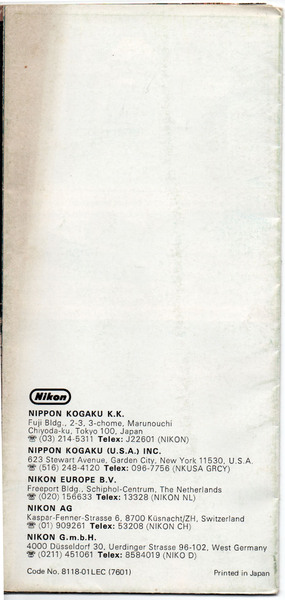 Nikon
NIPPON KOGAKU K.K.
Fuji Bldg., 2-3, 3-chome, Marunouchi
Chiyoda-ku, Tokyo 100, Japan
☎ (03) 214-5311 Telex: J22601 (NIKON)
NIPPON KOGAKU (U.S.A.) INC.
623 Stewart Avenue, Garden City, New York 11530, U.S.A.
☎ (516) 248-4120 Telex: 096-7756 (NKUSA GRCY)
NIKON EUROPE B.V.
Freeport Bldg., Schiphol-Centrum, The Netherlands
☎ (020) 156633 Telex: 13328 (NIKON NL)
NIKON AG
Kaspar-Fenner-Strasse 6, 8700 Küsnacht/ZH, Switzerland
☎ (01) 909261 Telex: 53208 (NIKON CH)
NIKON G.m.b.H.
4000 Düsseldorf 30, Uerdinger Strasse 96-102, West Germany
☎ (0211) 451061 Telex: 8584019 (NIKO D)
Code No. 8118-01LEC (7601) Printed in Japan